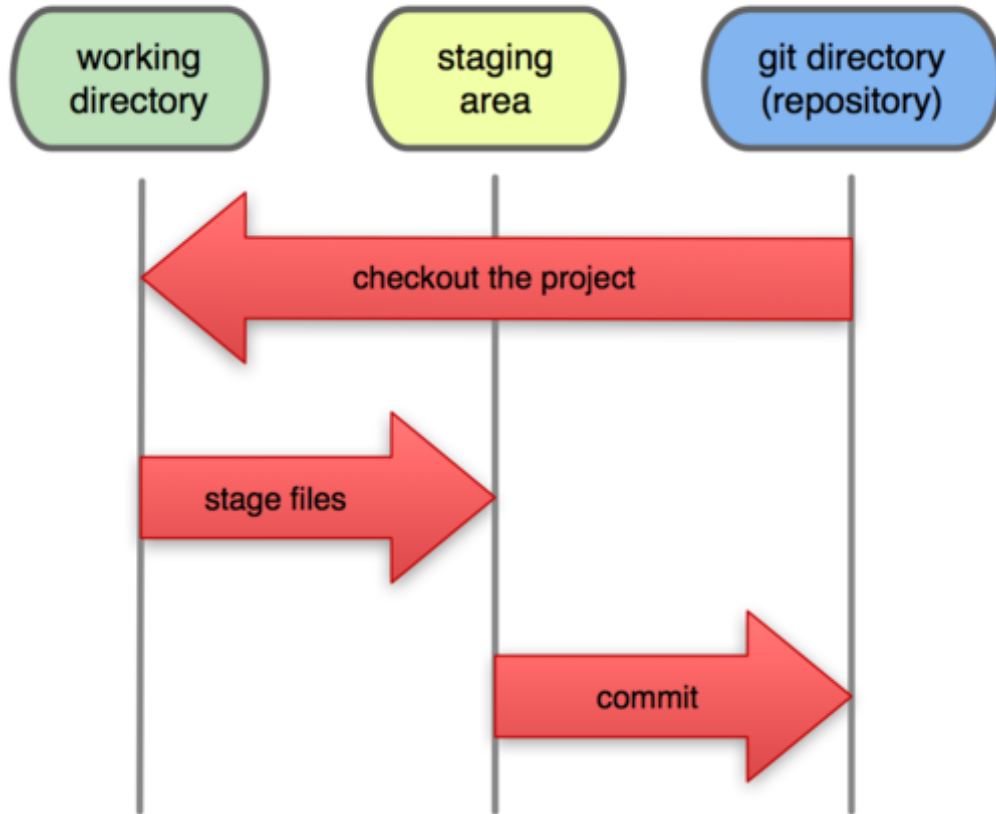 working
directory
staging
area
git directory
(repository)
checkout the project
stage files
commit